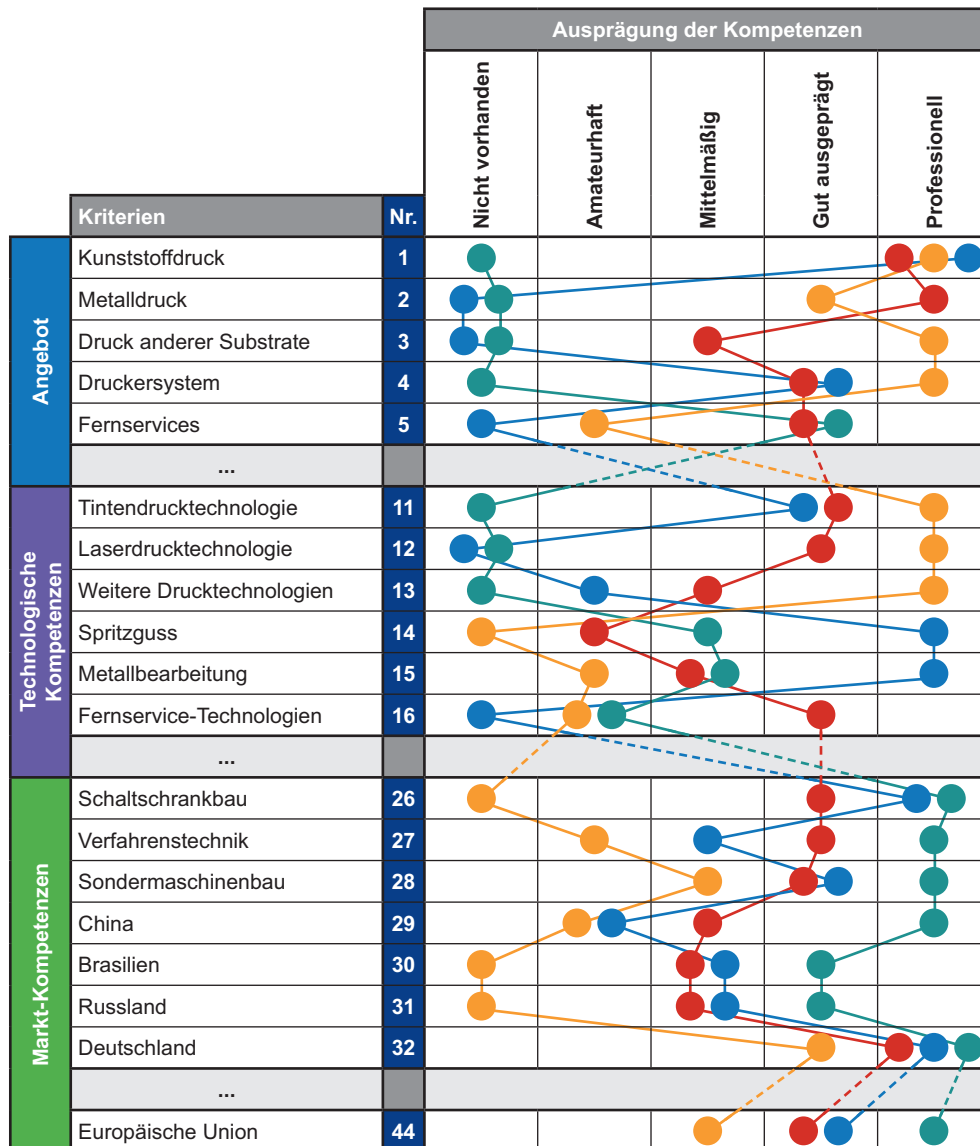 Ausprägung der Kompetenzen
Nicht vorhanden
Amateurhaft
Mittelmäßig
Gut ausgeprägt
Professionell
Kriterien Nr.
Angebot
Kunststoffdruck 1
Metalldruck 2
Druck anderer Substrate 3
Druckersystem 4
Fernservices 5
...
Technologische
Kompetenzen
Tintendrucktechnologie 11
Laserdrucktechnologie 12
Weitere Drucktechnologien 13
Spritzguss 14
Metallbearbeitung 15
Fernservice-Technologien 16
...
Markt-Kompetenzen
Schaltschrankbau 26
Verfahrenstechnik 27
Sondermaschinenbau 28
China 29
Brasilien 30
Russland 31
Deutschland 32
...
Europäische Union 44